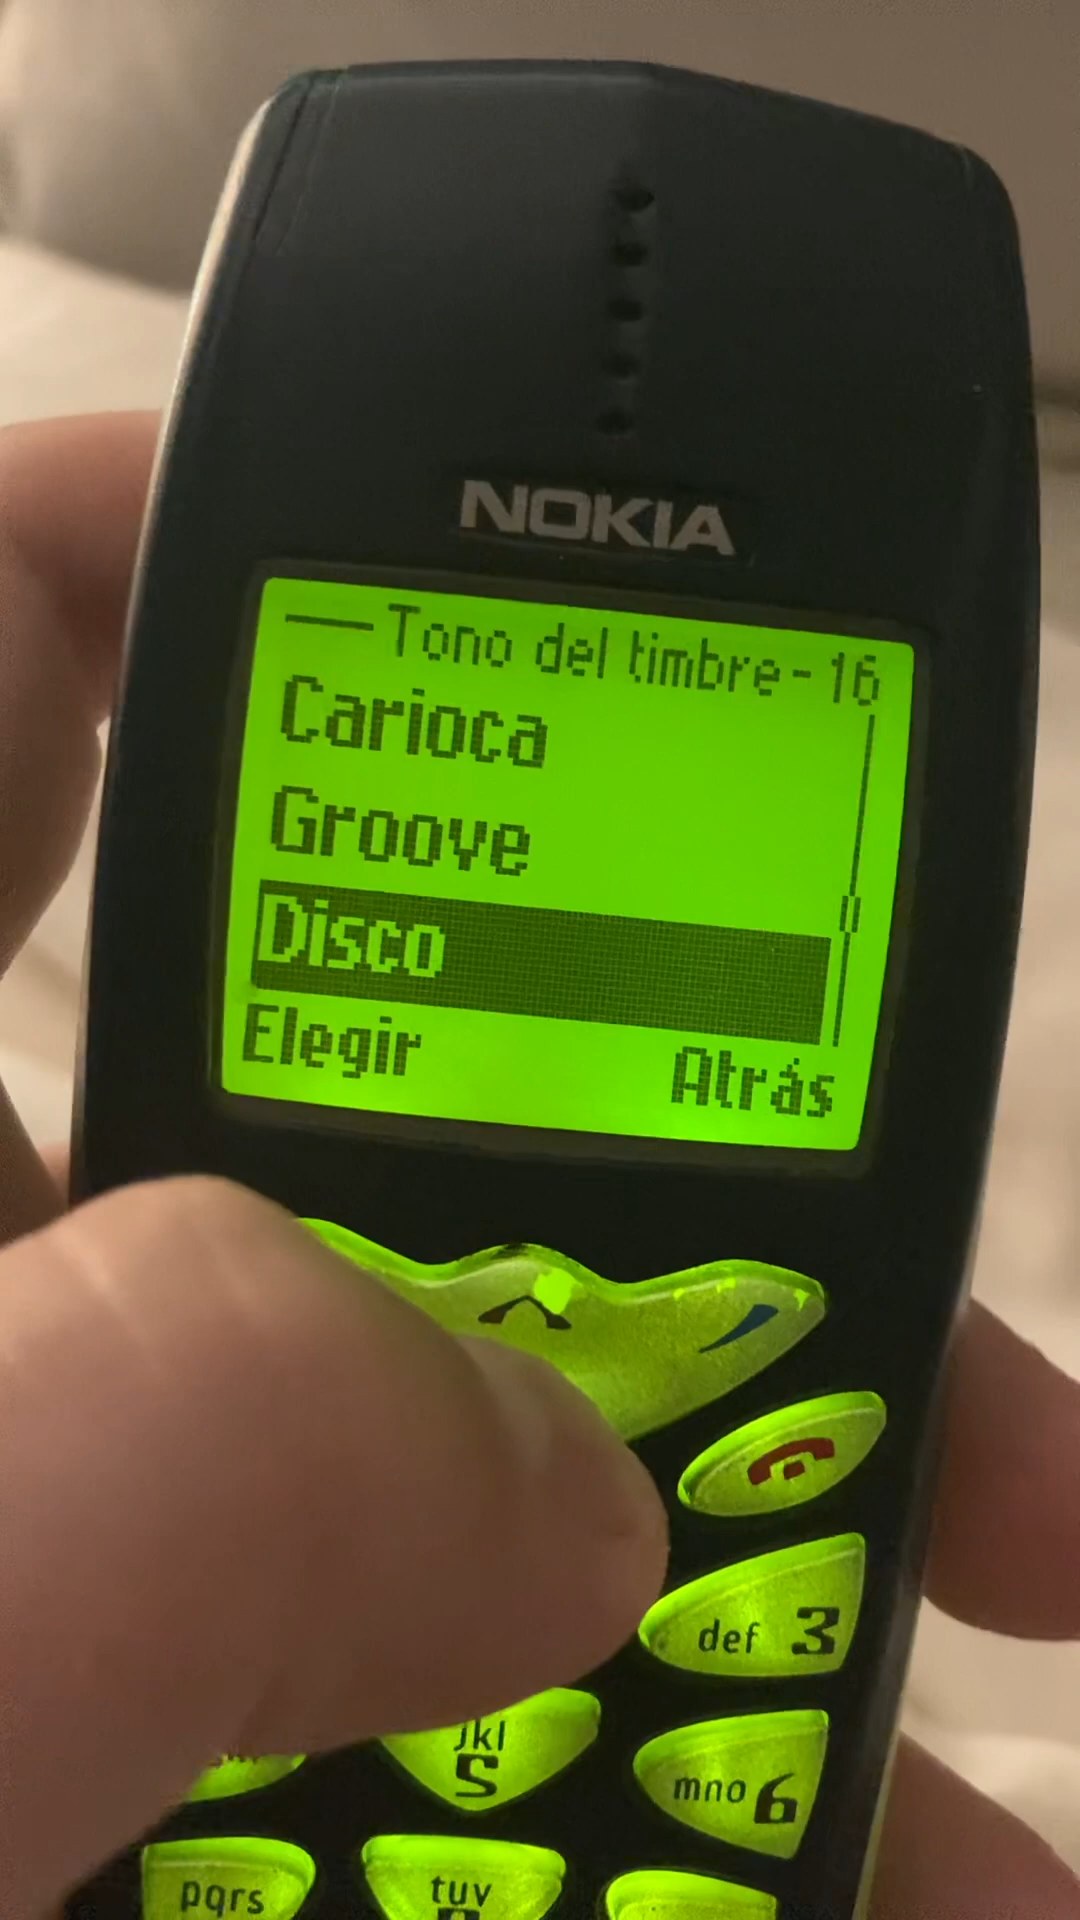 NOKIA
Tono del timbre-16
Carioca
Groove
Disco
Elegir Atrás
def 3
jkl
5
mno 6
pqrs
tuv